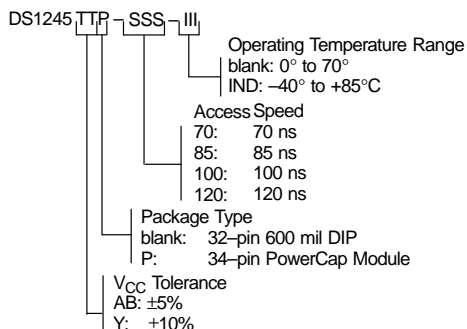 DS1245 TTP – SSS – III
Operating Temperature Range
blank: 0° to 70°
IND: –40° to +85°C
Access Speed
70: 70 ns
85: 85 ns
100: 100 ns
120: 120 ns
Package Type
blank: 32–pin 600 mil DIP
P: 34–pin PowerCap Module
VCC Tolerance
AB: ±5%
Y: ±10%